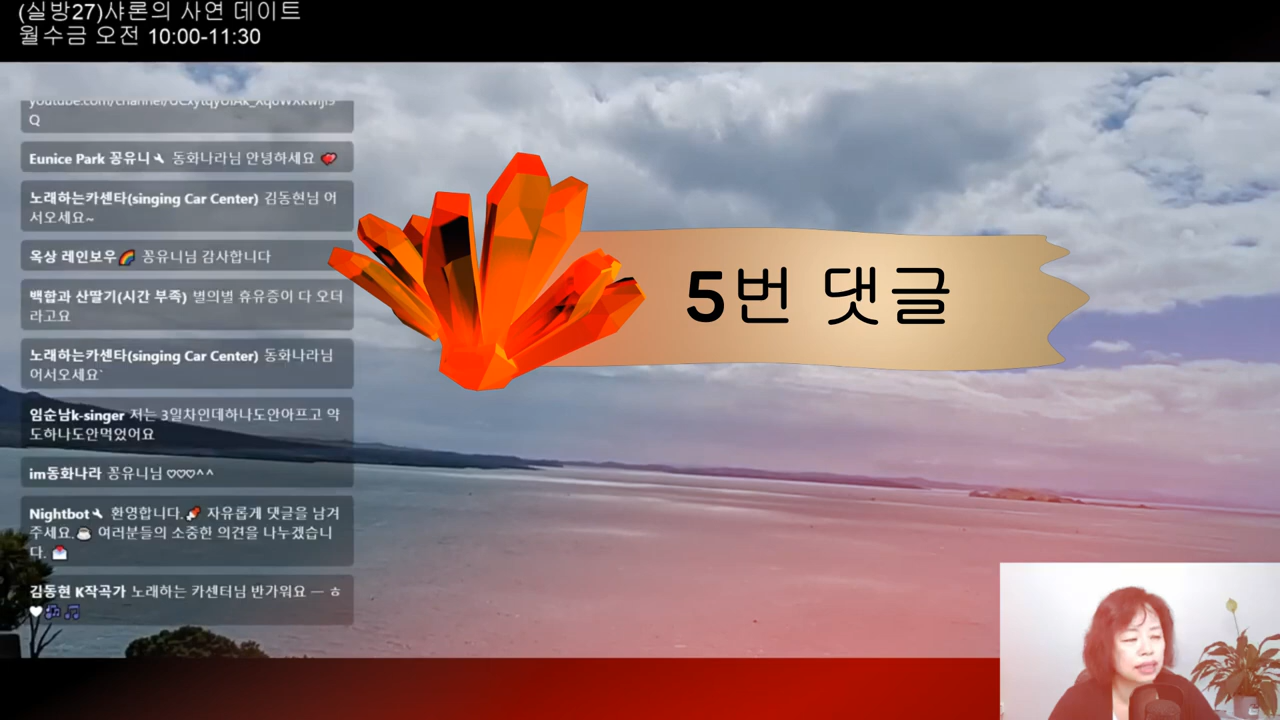 (실방27)샤론의 사연 데이트
월수금 오전 10:00-11:30
Q
Eunice Park 꽁유니 동화나라님 안녕하세요
노래하는카센타(singing Car Center) 김동현님 어
서오세요~
옥상 레인보우 꽁유니님 감사합니다
백합과 산딸기(시간 부족) 별의별 휴유증이 다 오더
라고요
노래하는카센타(singing Car Center) 동화나라님
어서오세요`
임순남k-singer 저는 3일차인데하나도안아프고 약
도하나도안먹었어요
im동화나라 꽁유니님 ♡♡♡^^
Nightbot 환영합니다. 자유롭게 댓글을 남겨
주세요. 여러분들의 소중한 의견을 나누겠습니
다.
김동현 K작곡가 노래하는 카센터님 반가워요 ㅡ ㅎ
5번 댓글